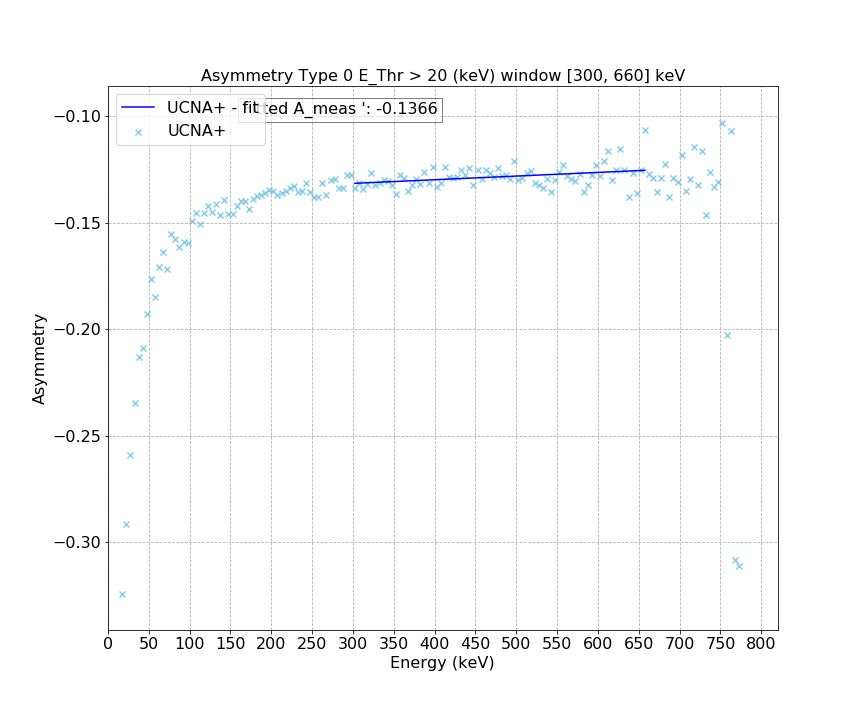 Asymmetry Type 0 E_Thr > 20 (keV) window [300, 660] keV
UCNA+ - fitted A_meas ': -0.1366
UCNA+
−0.10
−0.15
−0.20
−0.25
−0.30
Asymmetry
0 50 100 150 200 250 300 350 400 450 500 550 600 650 700 750 800
Energy (keV)